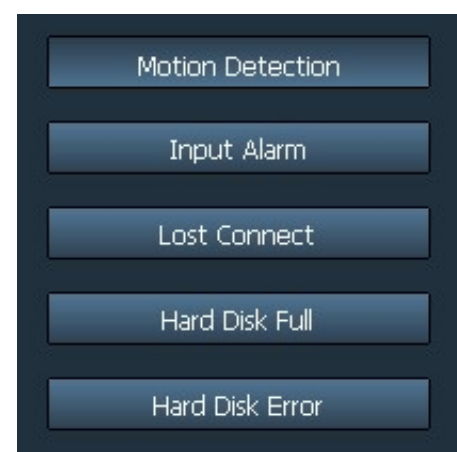 Motion Detection
Input Alarm
Lost Connect
Hard Disk Full
Hard Disk Error